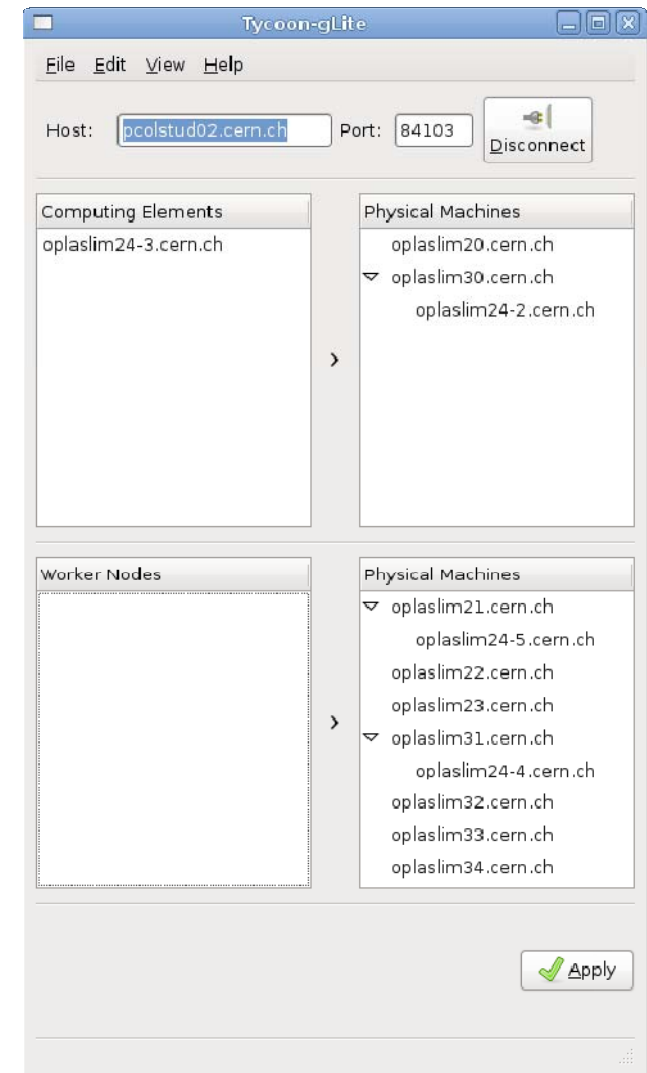 Tycoon-gLite
File Edit View Help
Host: pcolstud02.cern.ch Port: 84103 Disconnect
Computing Elements
oplaslim24-3.cern.ch
Physical Machines
oplaslim20.cern.ch
oplaslim30.cern.ch
oplaslim24-2.cern.ch
Worker Nodes
Physical Machines
oplaslim21.cern.ch
oplaslim24-5.cern.ch
oplaslim22.cern.ch
oplaslim23.cern.ch
oplaslim31.cern.ch
oplaslim24-4.cern.ch
oplaslim32.cern.ch
oplaslim33.cern.ch
oplaslim34.cern.ch
Apply